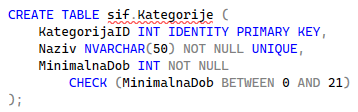 CREATE TABLE sif.Kategorije (
    KategorijaID INT IDENTITY PRIMARY KEY,
    Naziv NVARCHAR(50) NOT NULL UNIQUE,
    MinimalnaDob INT NOT NULL
        CHECK (MinimalnaDob BETWEEN 0 AND 21)
);